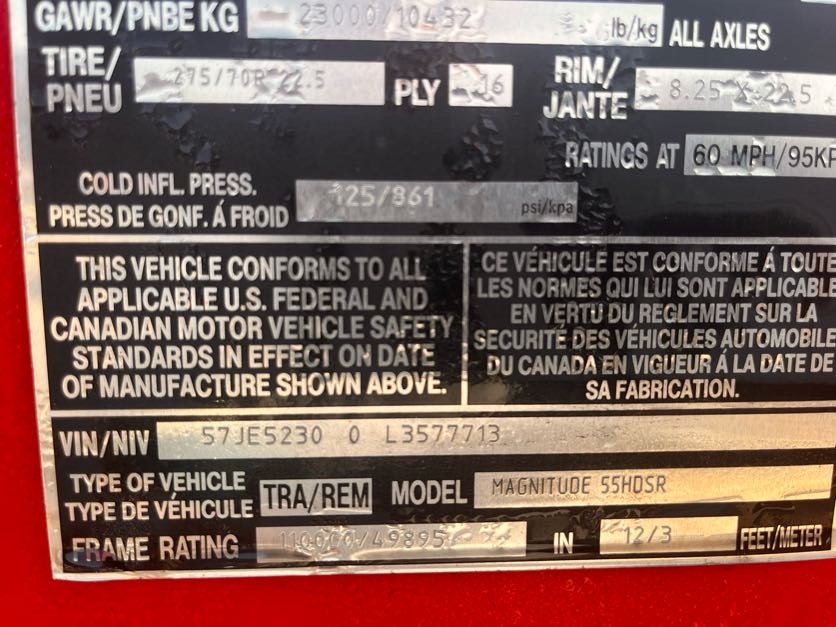 GAWR/PNBE KG 23000/10432 lb/kg ALL AXLES
TIRE/PNEU 275/70R 22.5 PLY 16 RIM/JANTE 8.25 X 22.5
RATINGS AT 60 MPH/95KP
COLD INFL. PRESS.
PRESS DE GONF. Á FROID 125/861 psi/kpa
THIS VEHICLE CONFORMS TO ALL
APPLICABLE U.S. FEDERAL AND
CANADIAN MOTOR VEHICLE SAFETY
STANDARDS IN EFFECT ON DATE
OF MANUFACTURE SHOWN ABOVE.
CE VÉHICULE EST CONFORME Á TOUTE
LES NORMES QUI LUI SONT APPLICABLE
EN VERTU DU REGLEMENT SUR LA
SECURITÉ DES VÉHICULES AUTOMOBILE
DU CANADA EN VIGUEUR Á LA DATE DE
SA FABRICATION.
VIN/NIV 57JE5230 0 L3577713
TYPE OF VEHICLE
TYPE DE VÉHICULE TRA/REM MODEL MAGNITUDE 55HDSR
FRAME RATING 110000/49895 IN 12/3 FEET/METER